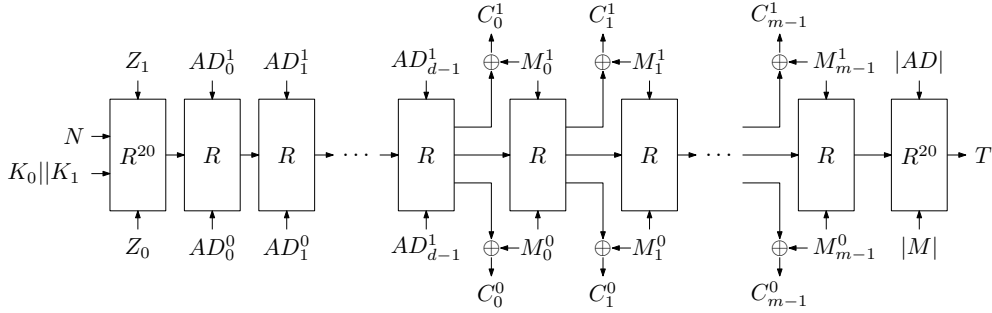 C_0^1 C_1^1 C_{m-1}^1
Z_1 AD_0^1 AD_1^1 AD_{d-1}^1 M_0^1 M_1^1 M_{m-1}^1 |AD|
N
K_0||K_1 R^{20} R R ··· R R R ··· R R^{20} T
Z_0 AD_0^0 AD_1^0 AD_{d-1}^1 M_0^0 M_1^0 M_{m-1}^0 |M|
C_0^0 C_1^0 C_{m-1}^0